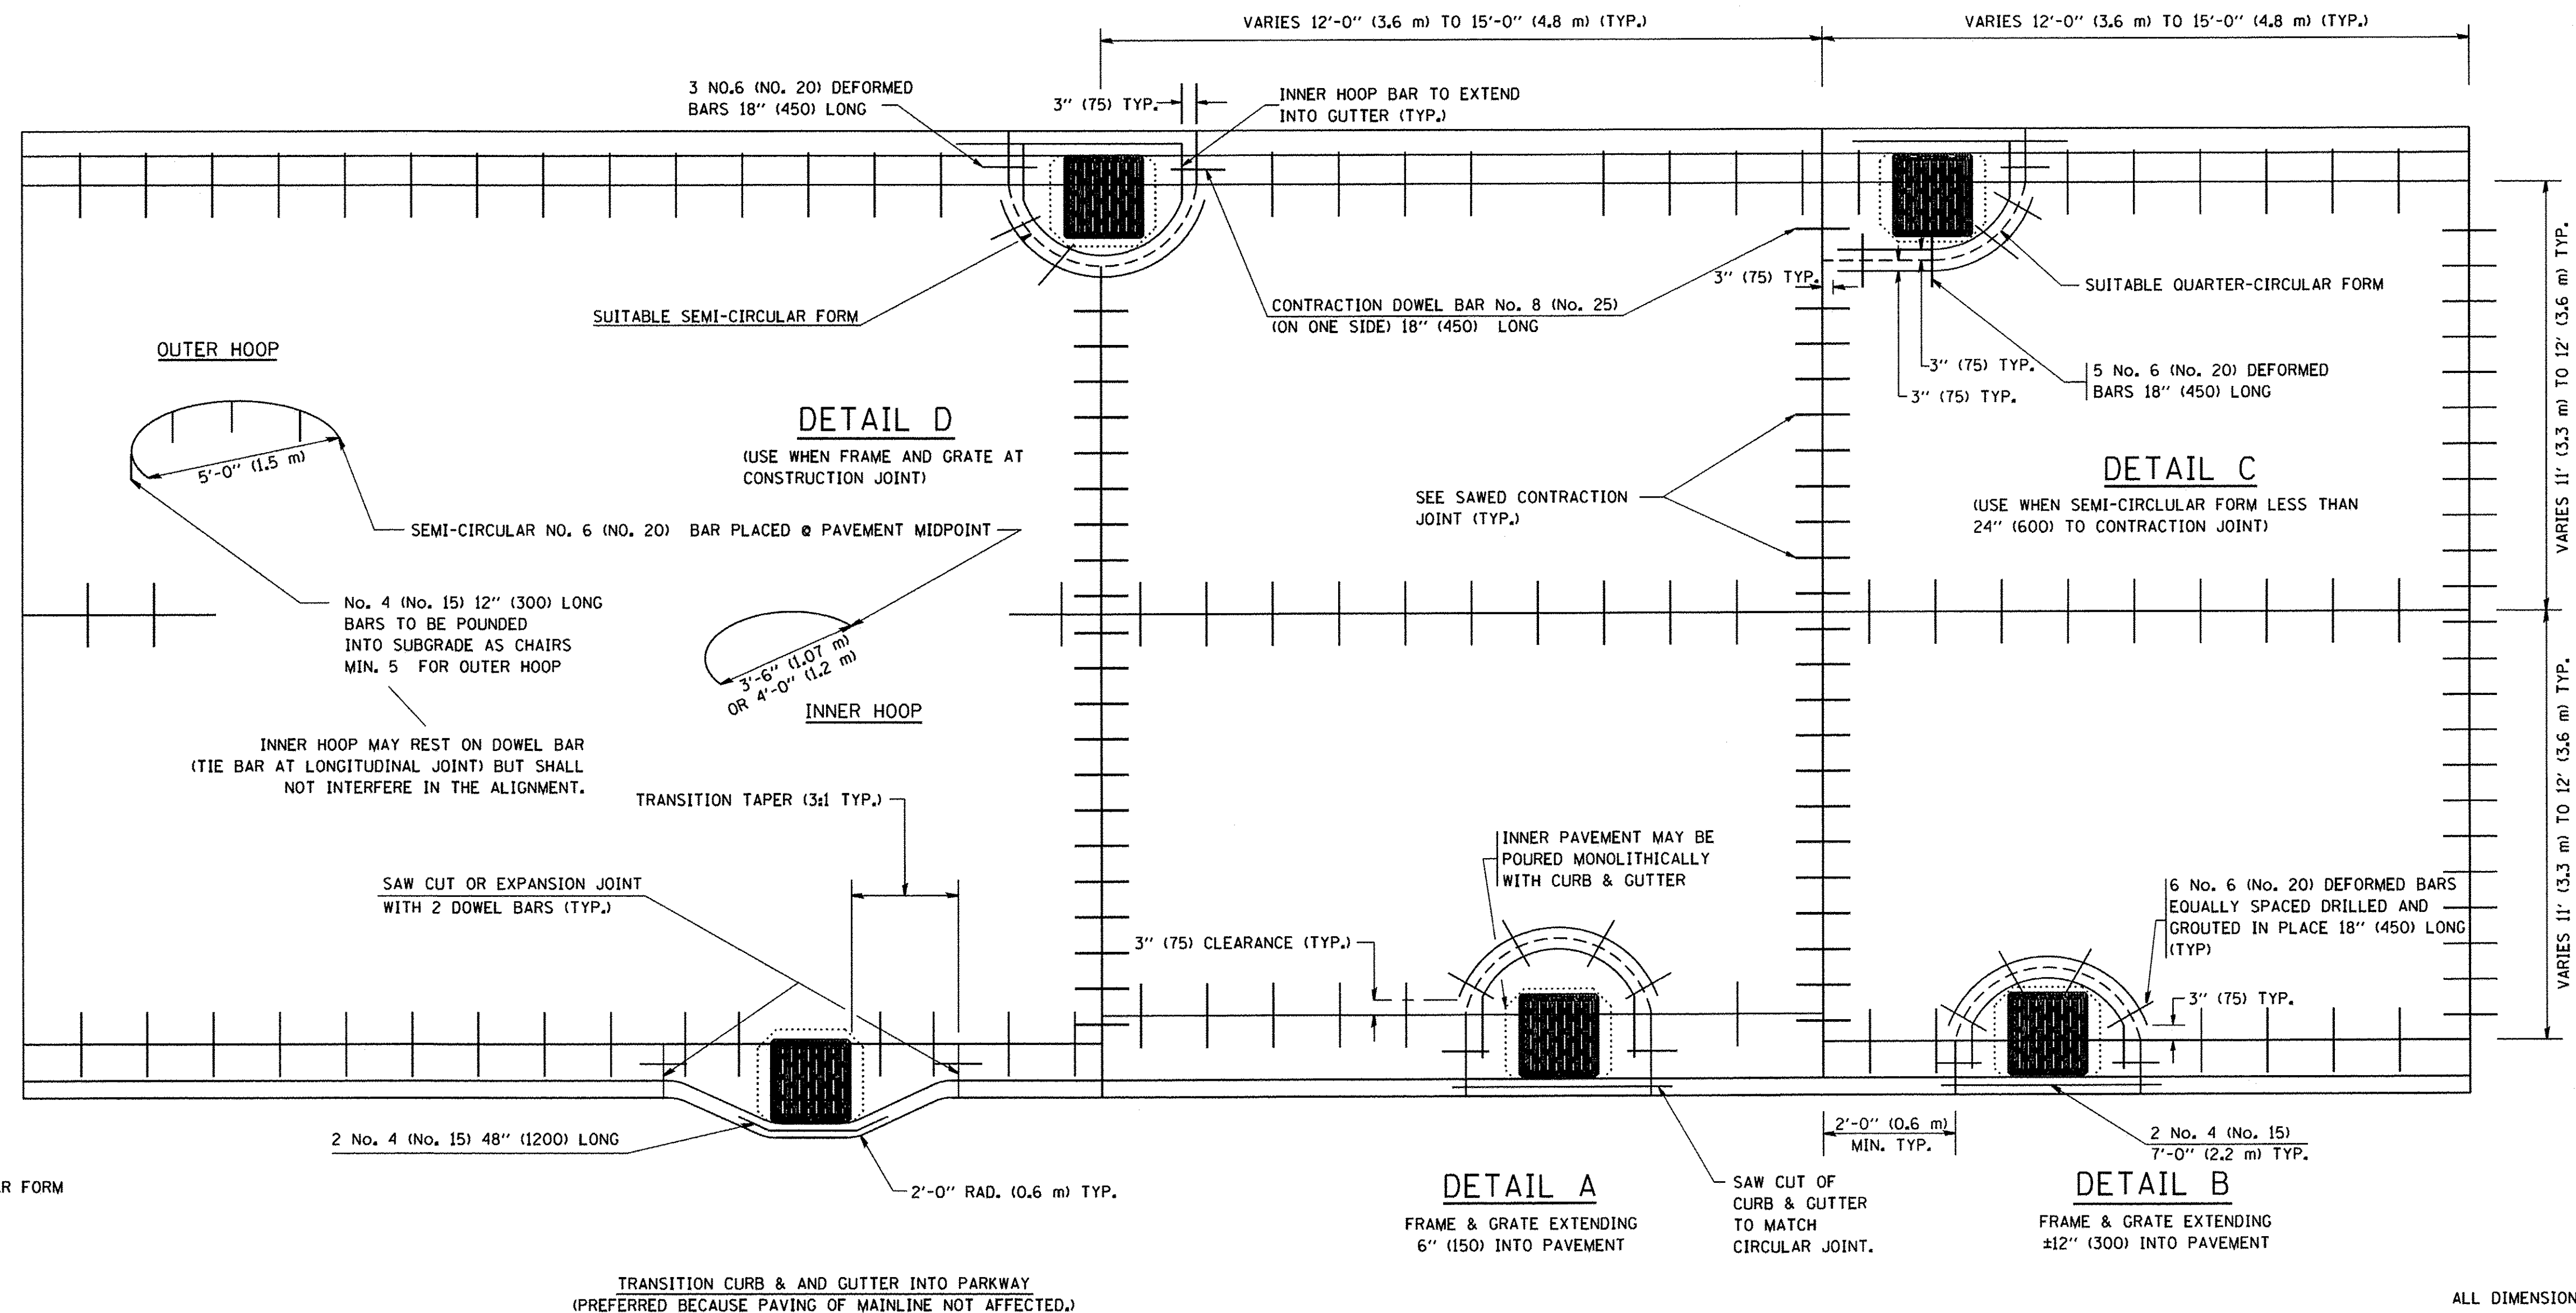 VARIES 12'-0'' (3.6 m) TO 15'-0'' (4.8 m) (TYP.)
VARIES 12'-0'' (3.6 m) TO 15'-0'' (4.8 m) (TYP.)
3 NO.6 (NO. 20) DEFORMED
BARS 18'' (450) LONG
3'' (75) TYP.
INNER HOOP BAR TO EXTEND
INTO GUTTER (TYP.)
SUITABLE SEMI-CIRCULAR FORM
CONTRACTION DOWEL BAR No. 8 (No. 25)
(ON ONE SIDE) 18'' (450) LONG
3'' (75) TYP.
SUITABLE QUARTER-CIRCULAR FORM
3'' (75) TYP.
3'' (75) TYP.
5 No. 6 (No. 20) DEFORMED
BARS 18'' (450) LONG
VARIES 11' (3.3 m) TO 12' (3.6 m) TYP.
OUTER HOOP
5'-0'' (1.5 m)
DETAIL D
(USE WHEN FRAME AND GRATE AT
CONSTRUCTION JOINT)
SEMI-CIRCULAR NO. 6 (NO. 20) BAR PLACED @ PAVEMENT MIDPOINT
SEE SAWED CONTRACTION
JOINT (TYP.)
DETAIL C
(USE WHEN SEMI-CIRCLULAR FORM LESS THAN
24'' (600) TO CONTRACTION JOINT)
No. 4 (No. 15) 12'' (300) LONG
BARS TO BE POUNDED
INTO SUBGRADE AS CHAIRS
MIN. 5 FOR OUTER HOOP
3'-6'' (1.07 m)
OR 4'-0'' (1.2 m)
INNER HOOP
INNER HOOP MAY REST ON DOWEL BAR
(TIE BAR AT LONGITUDINAL JOINT) BUT SHALL
NOT INTERFERE IN THE ALIGNMENT.
VARIES 11' (3.3 m) TO 12' (3.6 m) TYP.
TRANSITION TAPER (3:1 TYP.)
SAW CUT OR EXPANSION JOINT
WITH 2 DOWEL BARS (TYP.)
INNER PAVEMENT MAY BE
POURED MONOLITHICALLY
WITH CURB & GUTTER
3'' (75) CLEARANCE (TYP.)
6 No. 6 (No. 20) DEFORMED BARS
EQUALLY SPACED DRILLED AND
GROUTED IN PLACE 18'' (450) LONG
(TYP)
3'' (75) TYP.
2 No. 4 (No. 15) 48'' (1200) LONG
2'-0'' RAD. (0.6 m) TYP.
2'-0'' (0.6 m)
MIN. TYP.
2 No. 4 (No. 15)
7'-0'' (2.2 m) TYP.
R FORM
DETAIL A
FRAME & GRATE EXTENDING
6'' (150) INTO PAVEMENT
SAW CUT OF
CURB & GUTTER
TO MATCH
CIRCULAR JOINT.
DETAIL B
FRAME & GRATE EXTENDING
±12'' (300) INTO PAVEMENT
TRANSITION CURB & AND GUTTER INTO PARKWAY
(PREFERRED BECAUSE PAVING OF MAINLINE NOT AFFECTED.)
ALL DIMENSION